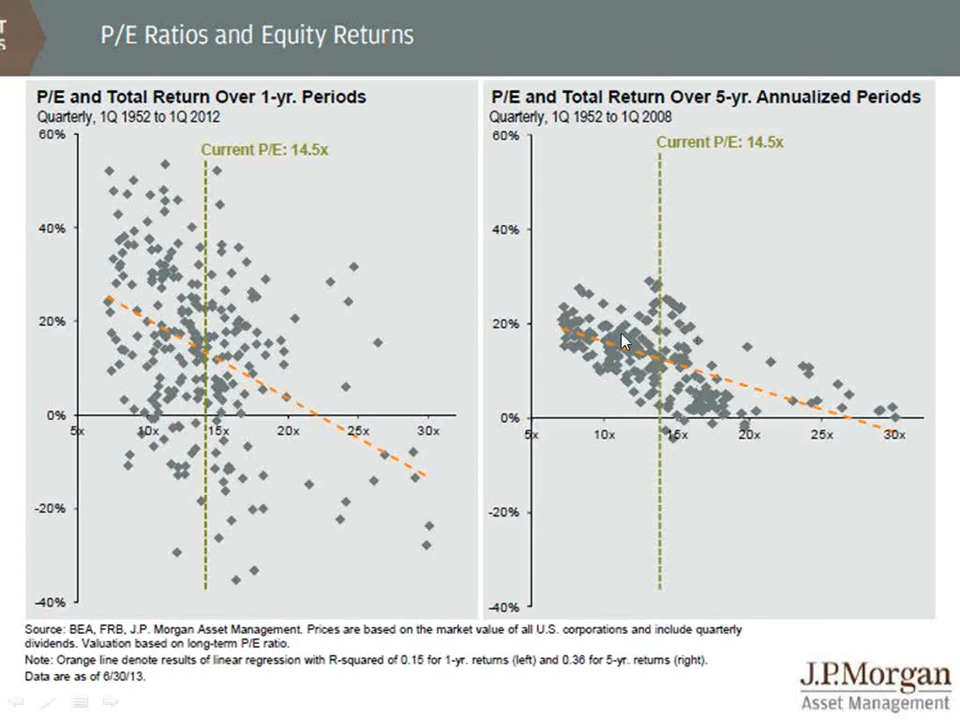 T
S
P/E Ratios and Equity Returns
P/E and Total Return Over 1-yr. Periods
Quarterly, 1Q 1952 to 1Q 2012
60%
40%
20%
0%
-20%
-40%
Current P/E: 14.5x
5x 10x 15x 20x 25x 30x
P/E and Total Return Over 5-yr. Annualized Periods
Quarterly, 1Q 1952 to 1Q 2008
60%
40%
20%
0%
-20%
-40%
Current P/E: 14.5x
5x 10x 15x 20x 25x 30x
Source: BEA, FRB, J.P. Morgan Asset Management. Prices are based on the market value of all U.S. corporations and include quarterly
dividends. Valuation based on long-term P/E ratio.
Note: Orange line denote results of linear regression with R-squared of 0.15 for 1-yr. returns (left) and 0.36 for 5-yr. returns (right).
Data are as of 6/30/13.
J.P.Morgan
Asset Management